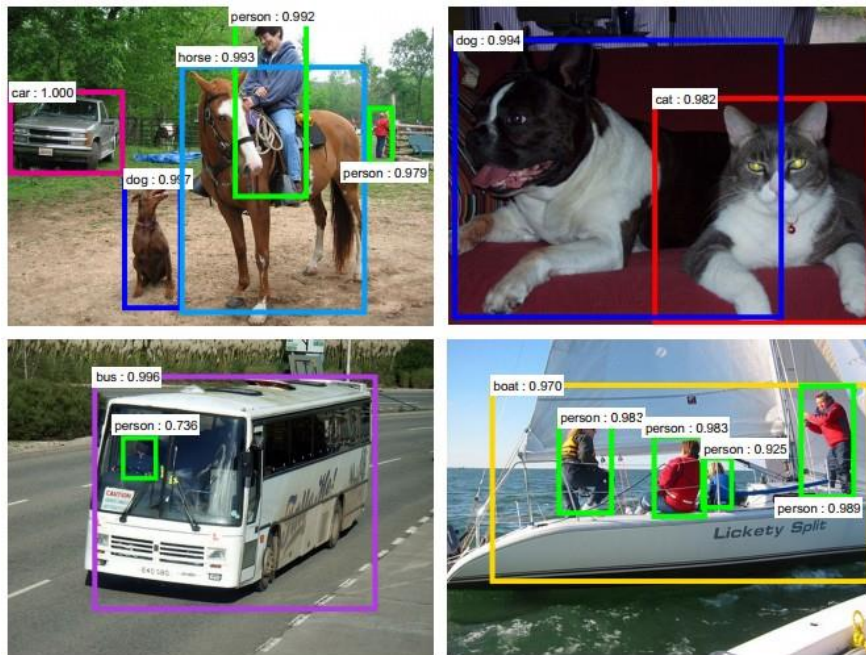 person : 0.992
horse : 0.993
car : 1.000
dog : 0.997
person : 0.979
dog : 0.994
cat : 0.982
bus : 0.996
person : 0.736
CAUTION
boat : 0.970
person : 0.983
person : 0.983
person : 0.925
person : 0.989
Lickety Split